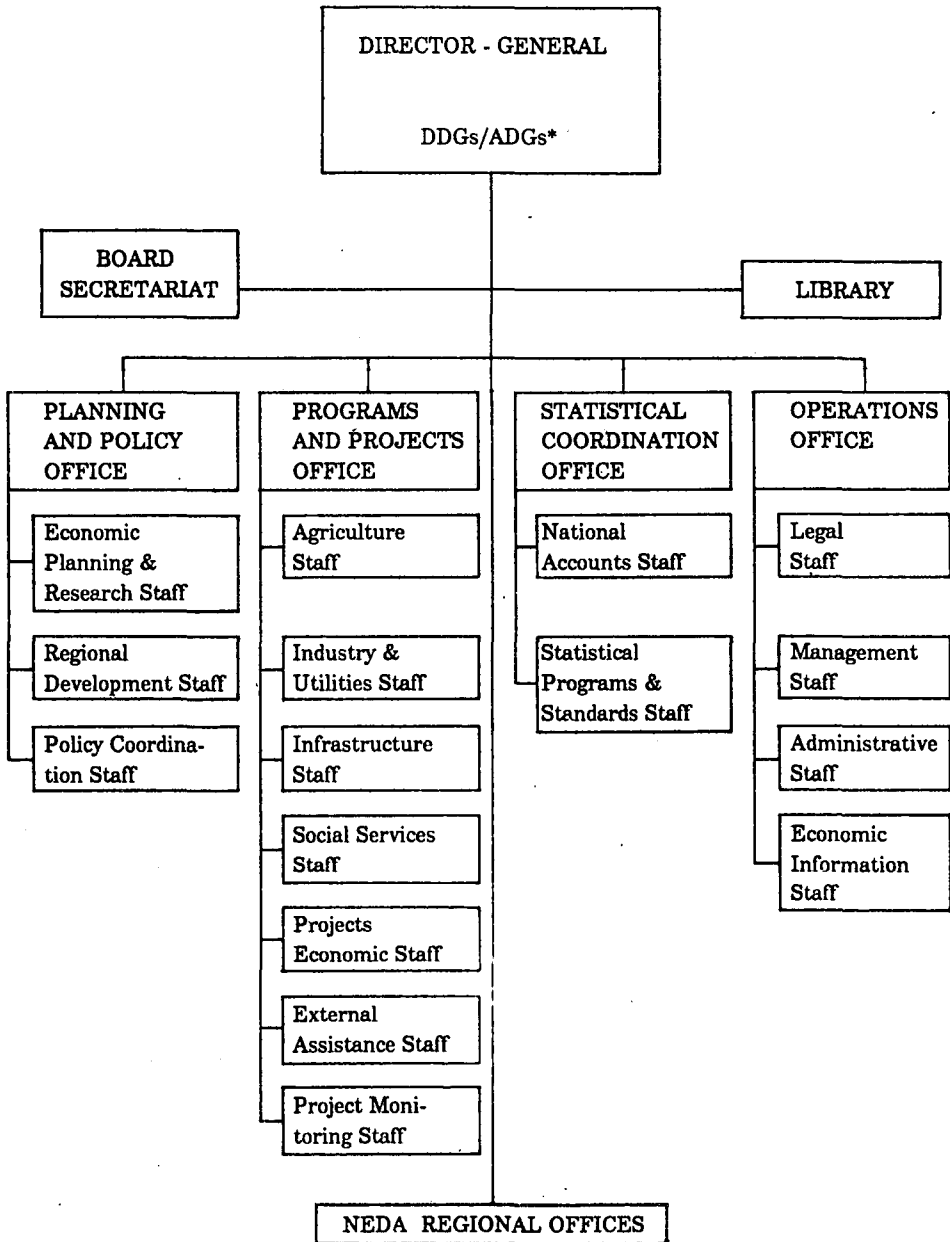 DIRECTOR - GENERAL
DDGs/ADGs*
BOARD
SECRETARIAT
LIBRARY
PLANNING
AND POLICY
OFFICE
Economic
Planning &
Research Staff
Regional
Development Staff
Policy Coordina-
tion Staff
PROGRAMS
AND PROJECTS
OFFICE
Agriculture
Staff
Industry &
Utilities Staff
Infrastructure
Staff
Social Services
Staff
Projects
Economic Staff
External
Assistance Staff
Project Moni-
toring Staff
STATISTICAL
COORDINATION
OFFICE
National
Accounts Staff
Statistical
Programs &
Standards Staff
OPERATIONS
OFFICE
Legal
Staff
Management
Staff
Administrative
Staff
Economic
Information
Staff
NEDA REGIONAL OFFICES